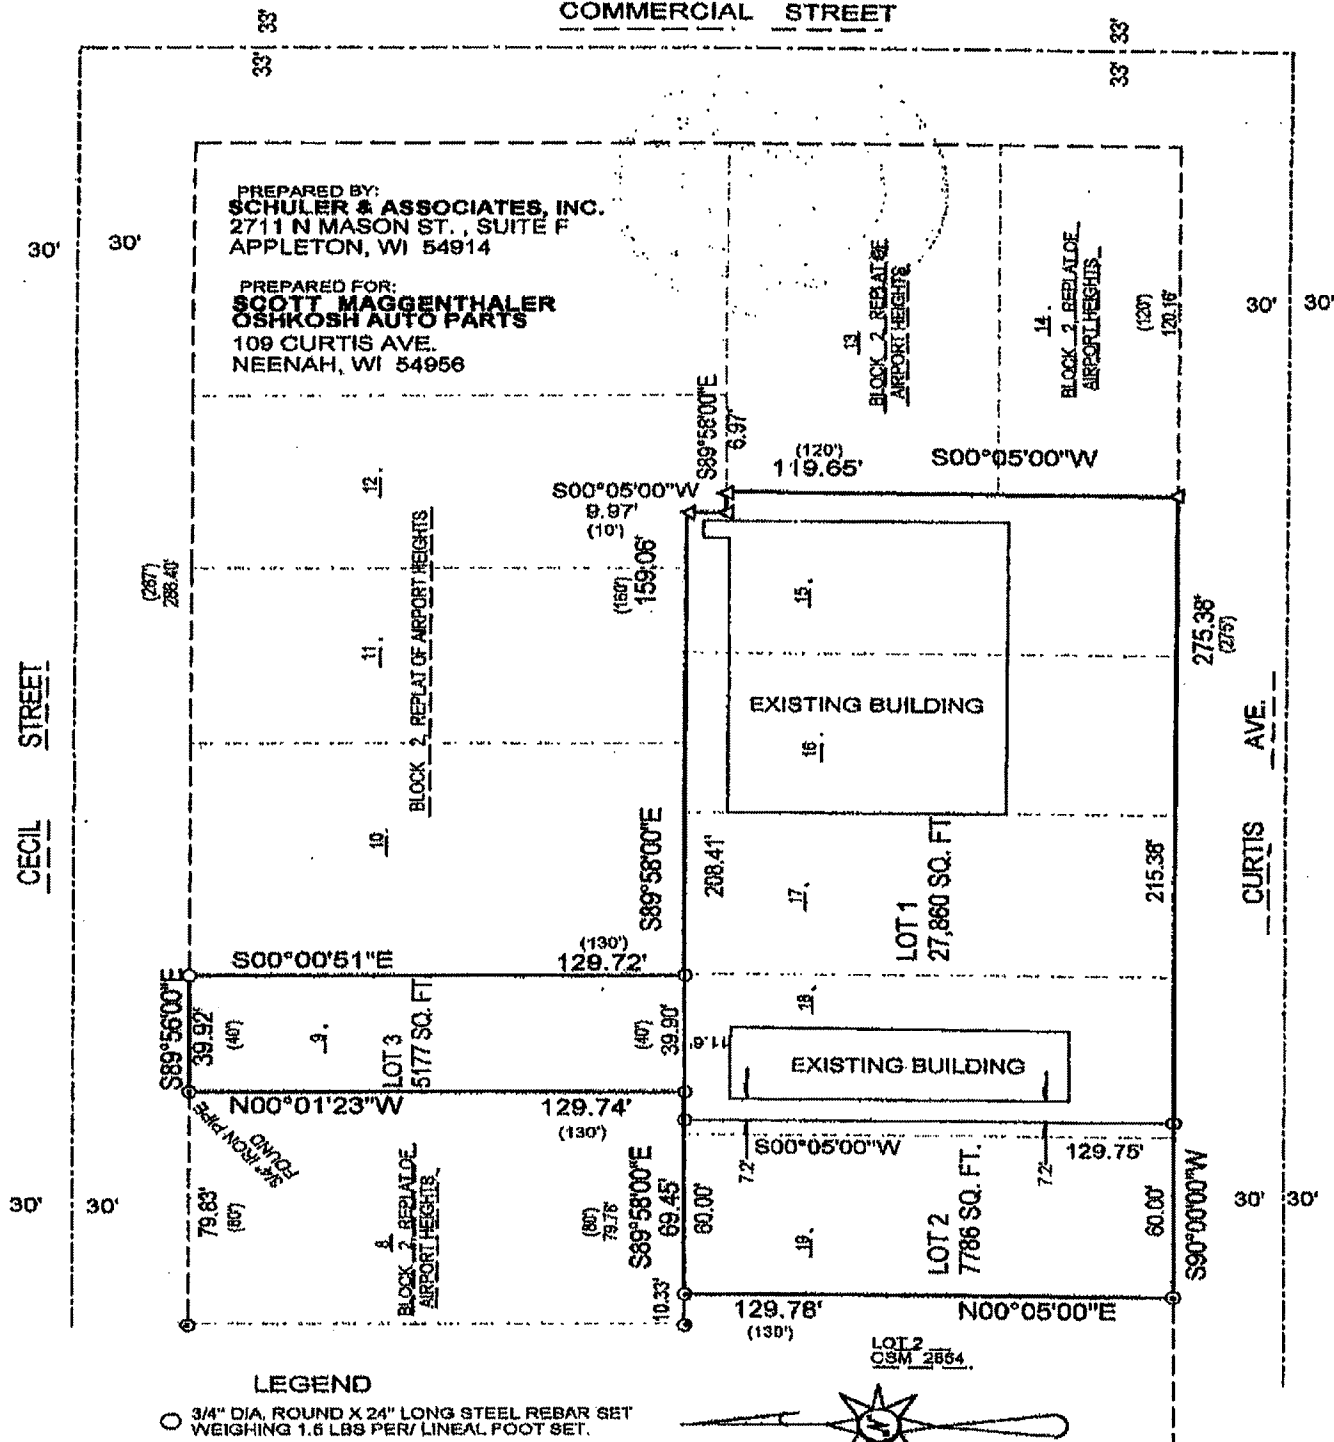 COMMERCIAL STREET
33'
33'
33'
33'
PREPARED BY:
SCHULER & ASSOCIATES, INC.
2711 N MASON ST. , SUITE F
APPLETON, WI 54914
PREPARED FOR:
SCOTT MAGGENTHALER
OSHKOSH AUTO PARTS
109 CURTIS AVE.
NEENAH, WI 54956
30'
30'
30'
30'
13
BLOCK 2 REPLAT OF
AIRPORT HEIGHTS
14
BLOCK 2 REPLAT OF
AIRPORT HEIGHTS
(120')
120.16'
S89°58'00"E
6.97'
(120')
119.65'
S00°05'00"W
S00°05'00"W
9.97'
(10')
12
11
10
BLOCK 2 REPLAT OF AIRPORT HEIGHTS
(287')
288.40'
(160')
159.06'
15
EXISTING BUILDING
16
275.38'
(275')
CECIL STREET
CURTIS AVE.
S89°58'00"E
208.41'
17
LOT 1
27,860 SQ. FT
215.38'
S00°00'51"E
(130')
129.72'
S89°56'00"E
39.92'
(40')
9
LOT 3
5177 SQ. FT
(40')
39.90'
11.6'
18
EXISTING BUILDING
N00°01'23"W
129.74'
(130')
3/4" IRON PIPE
FOUND
S00°05'00"W
129.75'
7.2'
7.2'
30'
30'
79.83'
(80')
8
BLOCK 2 REPLAT OF
AIRPORT HEIGHTS
(80')
79.76'
S89°58'00"E
69.45'
60.00'
10.33'
19
LOT 2
7786 SQ. FT.
60.00'
S90°00'00"W
30'
30'
129.78'
(130')
N00°05'00"E
LOT 2
CSM 2654
LEGEND
3/4" DIA. ROUND X 24" LONG STEEL REBAR SET
WEIGHING 1.5 LBS PER/ LINEAL FOOT SET.
N